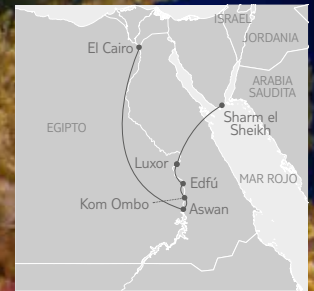 ISRAEL
El Cairo
JORDANIA
ARABIA
SAUDITA
Sharm el
Sheikh
EGIPTO
Luxor
Edfú
MAR ROJO
Kom Ombo
Aswan